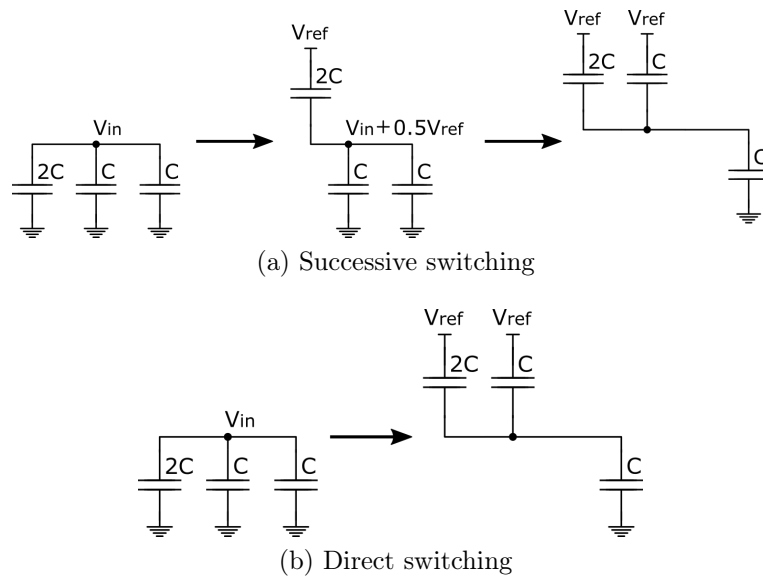 Vref Vref Vref
2C 2C C
Vin Vin+0.5Vref
2C C C C C C
(a) Successive switching
Vref Vref
2C C
Vin
2C C C C
(b) Direct switching